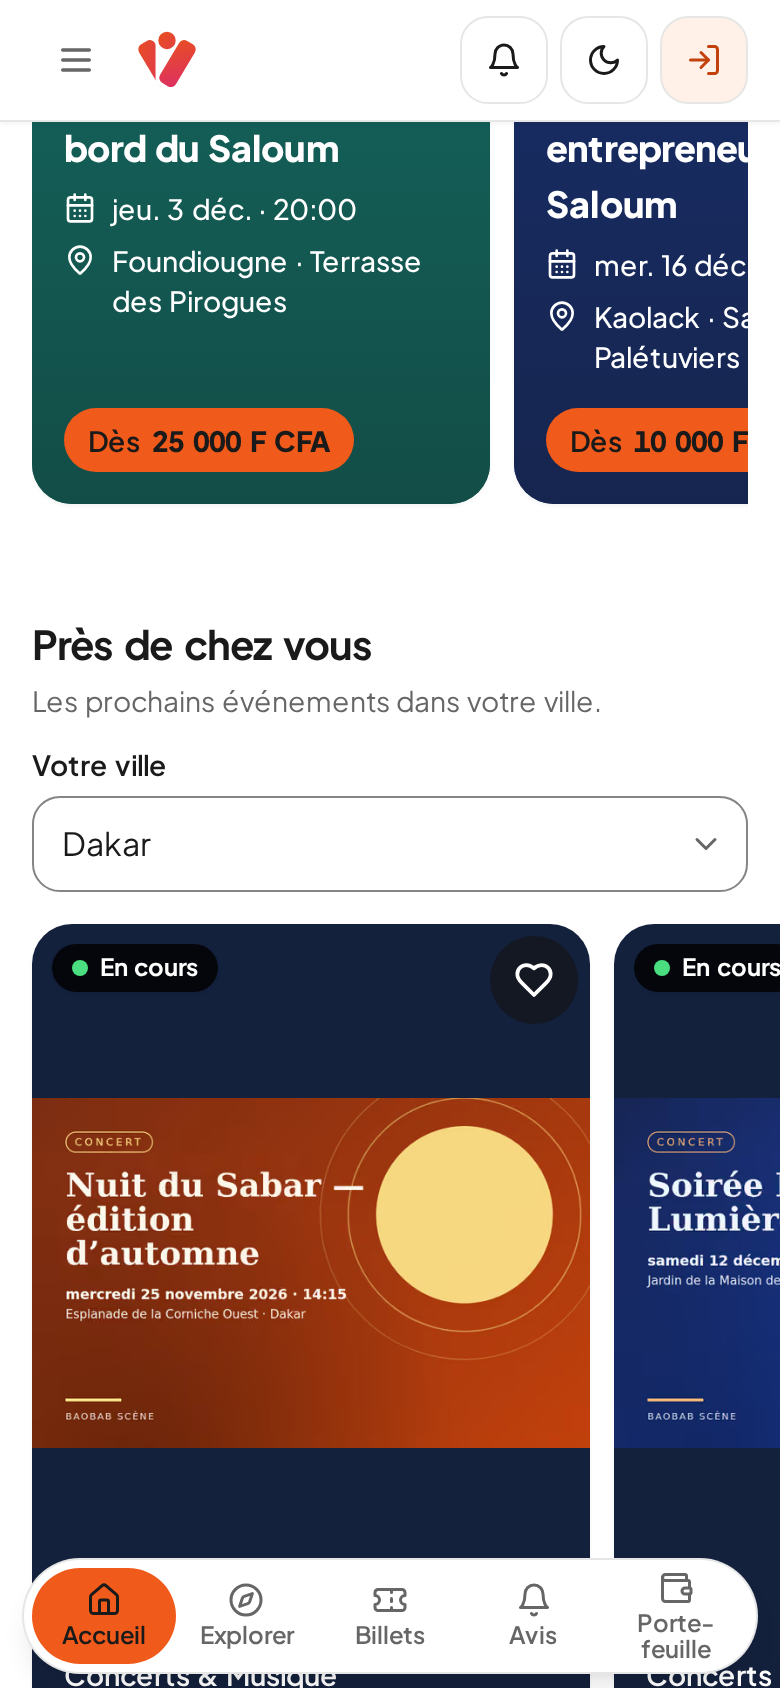 bord du Saloum
jeu. 3 déc. · 20:00
Foundiougne · Terrasse
des Pirogues
Dès 25 000 F CFA
entrepreneu
Saloum
mer. 16 déc
Kaolack · Sa
Palétuviers
Dès 10 000 F
Près de chez vous
Les prochains événements dans votre ville.
Votre ville
Dakar
En cours
CONCERT
Nuit du Sabar —
édition
d’automne
mercredi 25 novembre 2026 · 14:15
Esplanade de la Corniche Ouest · Dakar
BAOBAB SCÈNE
En cours
CONCERT
Soirée
Lumièr
samedi 12 décem
Jardin de la Maison de
BAOBAB SCÈNE
Concerts & Musique
Concerts
Accueil
Explorer
Billets
Avis
Porte-
feuille